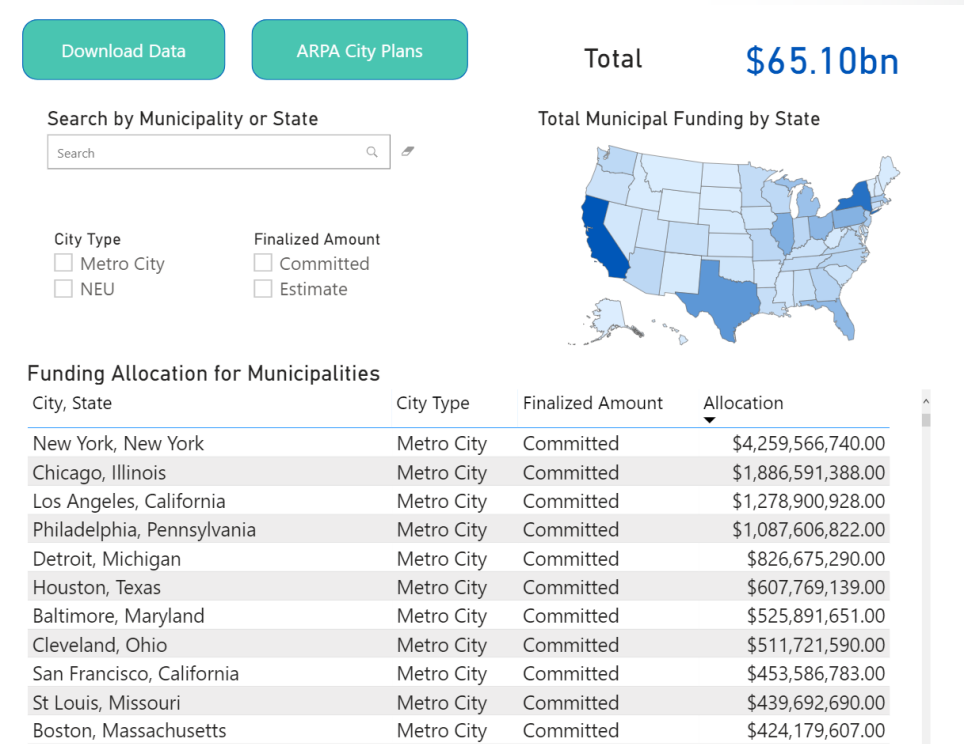 Download Data
ARPA City Plans
Total
$65.10bn
Search by Municipality or State
Total Municipal Funding by State
Search
City Type
Finalized Amount
Metro City
Committed
NEU
Estimate
Funding Allocation for Municipalities
City, State City Type Finalized Amount Allocation
New York, New York Metro City Committed $4,259,566,740.00
Chicago, Illinois Metro City Committed $1,886,591,388.00
Los Angeles, California Metro City Committed $1,278,900,928.00
Philadelphia, Pennsylvania Metro City Committed $1,087,606,822.00
Detroit, Michigan Metro City Committed $826,675,290.00
Houston, Texas Metro City Committed $607,769,139.00
Baltimore, Maryland Metro City Committed $525,891,651.00
Cleveland, Ohio Metro City Committed $511,721,590.00
San Francisco, California Metro City Committed $453,586,783.00
St Louis, Missouri Metro City Committed $439,692,690.00
Boston, Massachusetts Metro City Committed $424,179,607.00